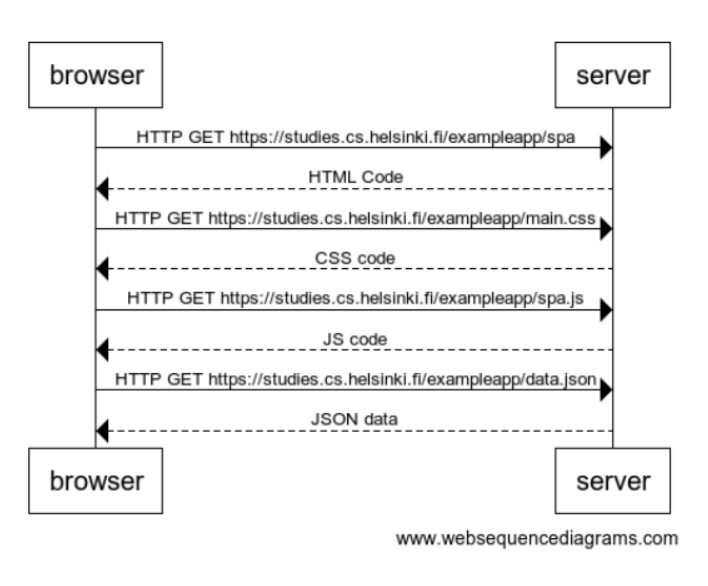 browser server
HTTP GET https://studies.cs.helsinki.fi/exampleapp/spa
HTML Code
HTTP GET https://studies.cs.helsinki.fi/exampleapp/main.css
CSS code
HTTP GET https://studies.cs.helsinki.fi/exampleapp/spa.js
JS code
HTTP GET https://studies.cs.helsinki.fi/exampleapp/data.json
JSON data
browser server
www.websequencediagrams.com